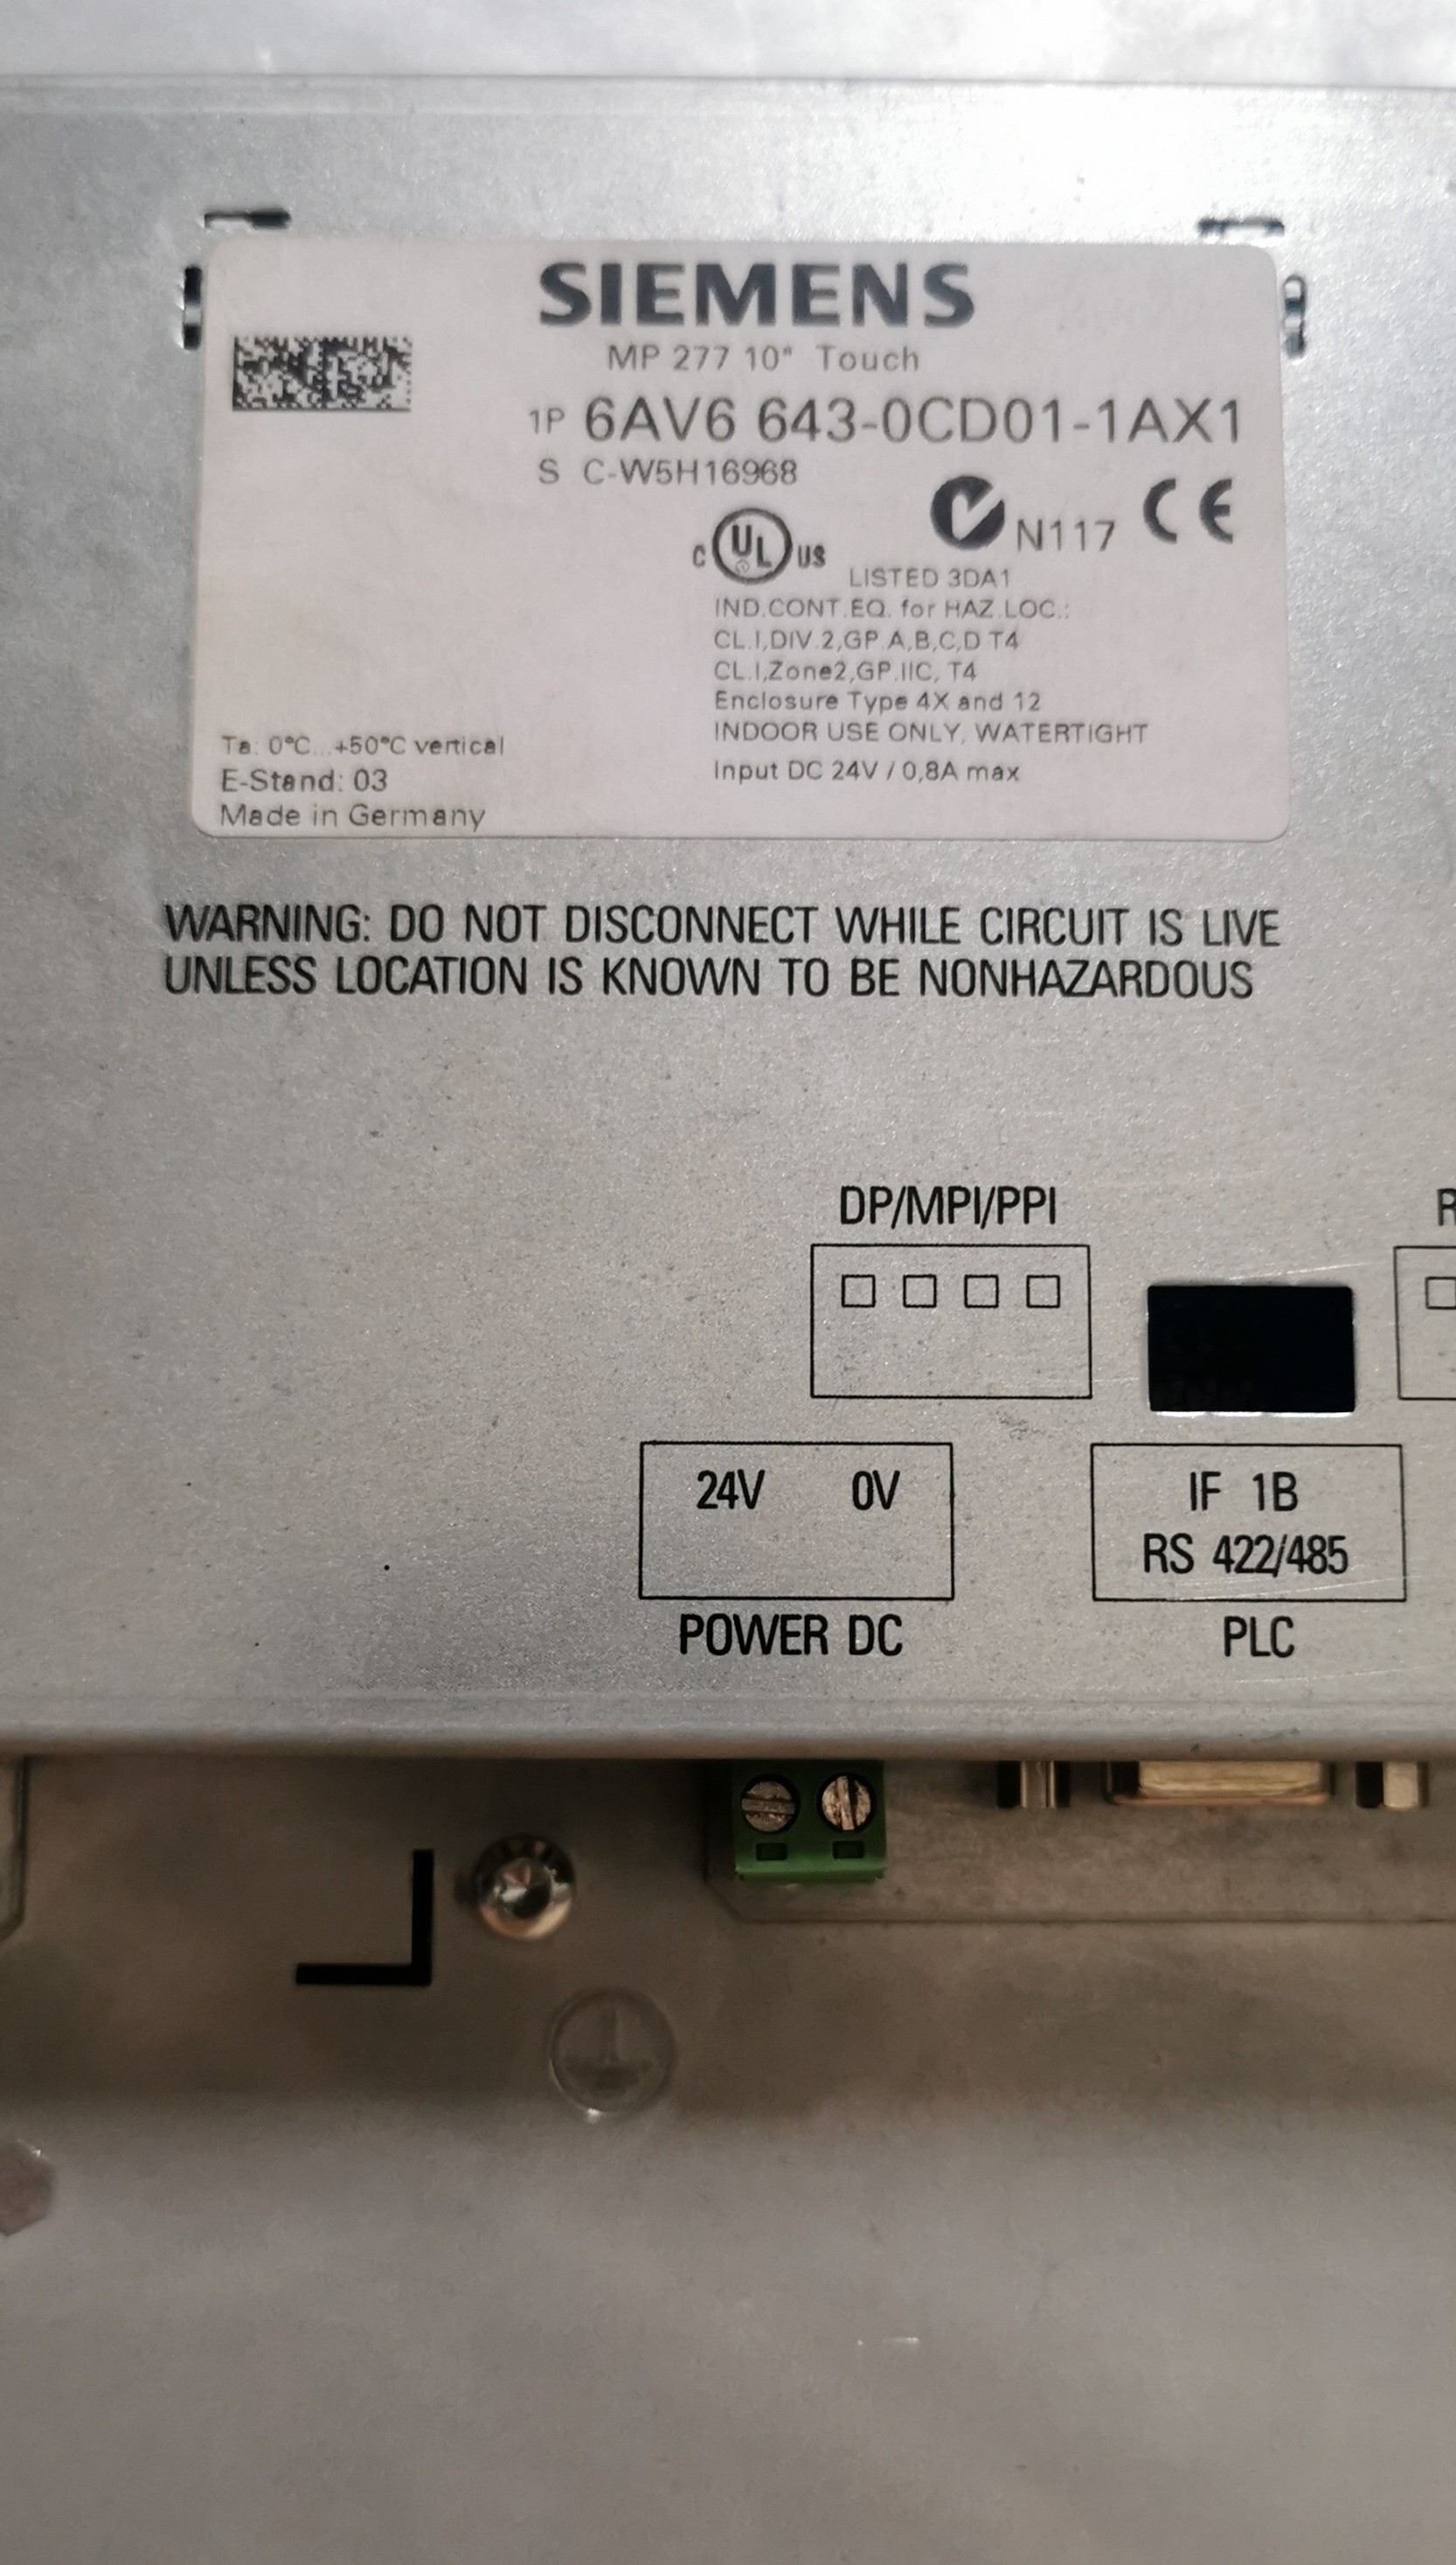 SIEMENS
MP 277 10" Touch
1P 6AV6 643-0CD01-1AX1
S C-W5H16968
N117 CE
C UL US
LISTED 3DA1
IND.CONT.EQ. for HAZ.LOC.:
CL.I,DIV.2,GP.A,B,C,D T4
CL.I,Zone2,GP.IIC, T4
Enclosure Type 4X and 12
INDOOR USE ONLY, WATERTIGHT
Input DC 24V / 0,8A max
Ta: 0°C...+50°C vertical
E-Stand: 03
Made in Germany
WARNING: DO NOT DISCONNECT WHILE CIRCUIT IS LIVE
UNLESS LOCATION IS KNOWN TO BE NONHAZARDOUS
DP/MPI/PPI
R
24V 0V
IF 1B
RS 422/485
POWER DC
PLC